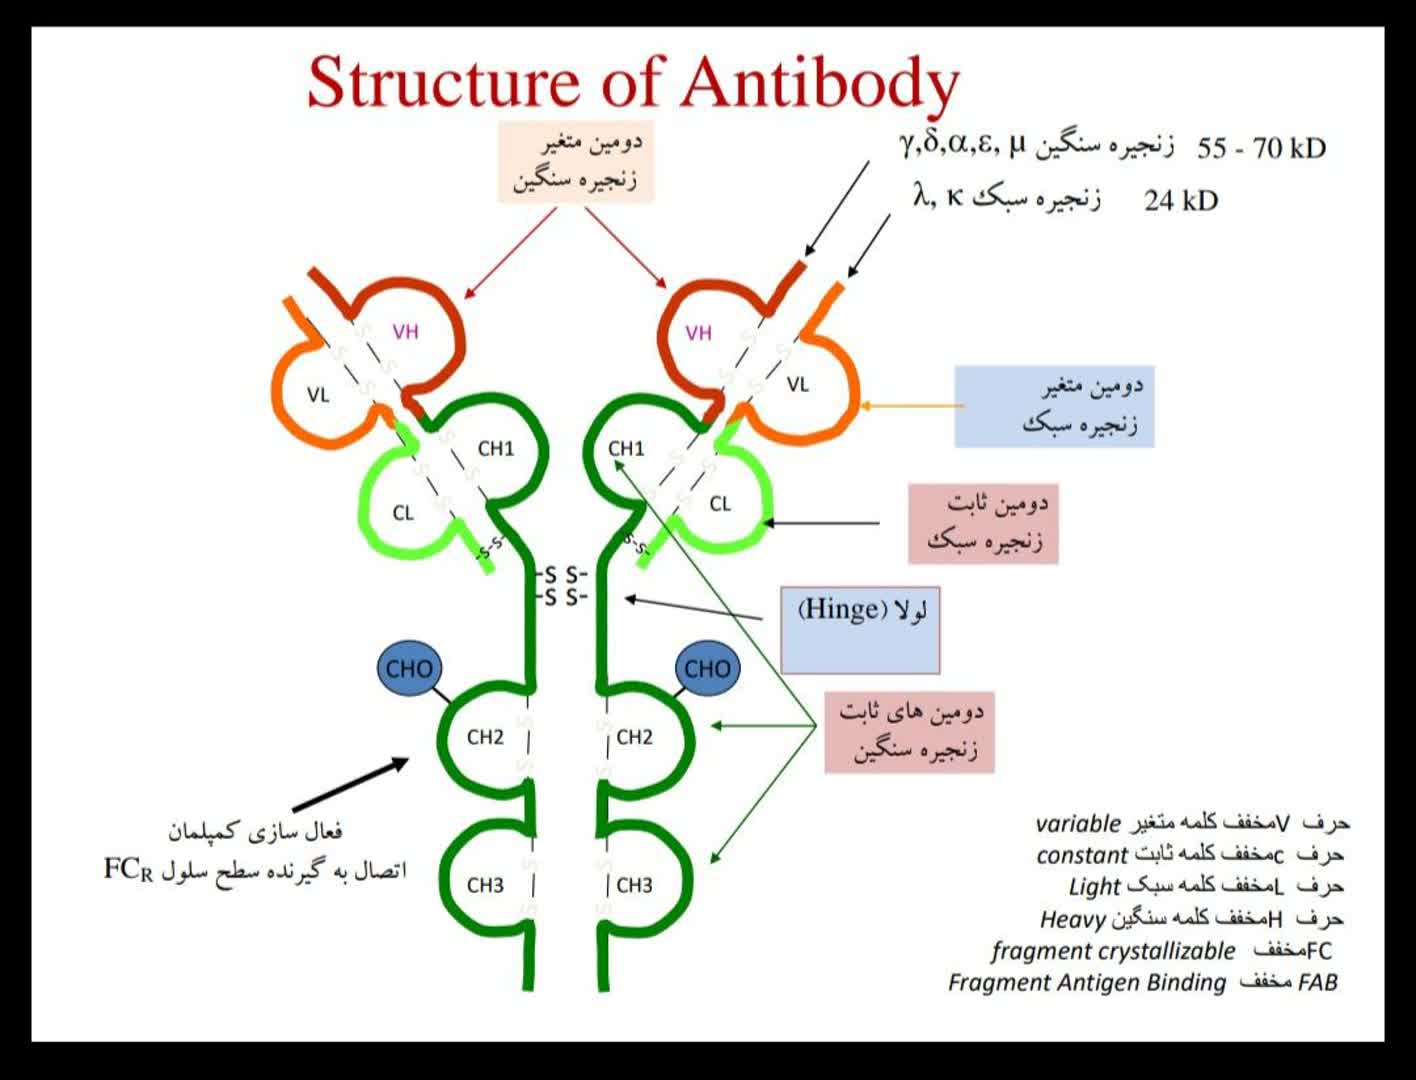 Structure of Antibody
دومین متغیر
زنجیره سنگین
γ,δ,α,ε, μ زنجیره سنگین 55 - 70 kD
λ, κ زنجیره سبک 24 kD
VH
VH
VL
VL
دومین متغیر
زنجیره سبک
CH1
CH1
CL
CL
دومین ثابت
زنجیره سبک
-S-S-
-S-S-
-S S-
-S S-
لولا (Hinge)
CHO
CHO
دومین های ثابت
زنجیره سنگین
CH2
CH2
فعال سازی کمپلمان
اتصال به گیرنده سطح سلول FCR
CH3
CH3
حرف Vمخفف کلمه متغیر variable
حرف cمخفف کلمه ثابت constant
حرف Lمخفف کلمه سبک Light
حرف Hمخفف کلمه سنگین Heavy
FCمخفف fragment crystallizable
FAB مخفف Fragment Antigen Binding